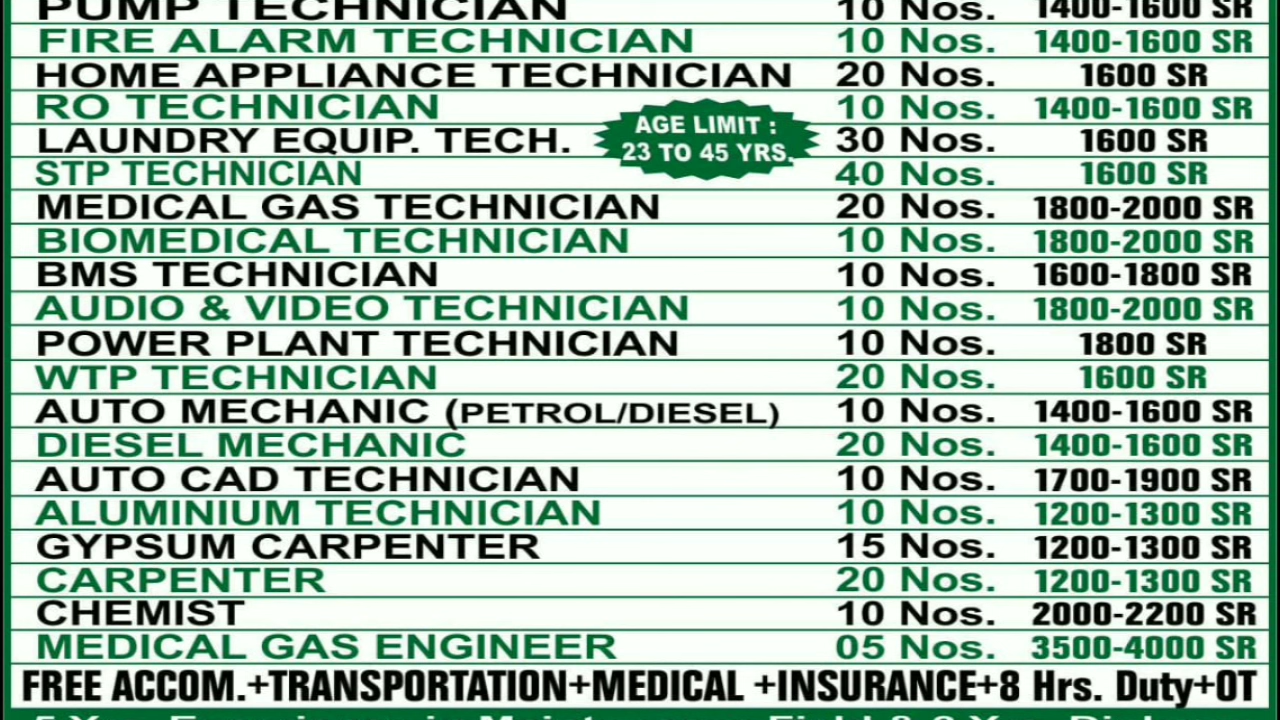 PUMP TECHNICIAN 10 Nos. 1400-1600 SR
FIRE ALARM TECHNICIAN 10 Nos. 1400-1600 SR
HOME APPLIANCE TECHNICIAN 20 Nos. 1600 SR
RO TECHNICIAN 10 Nos. 1400-1600 SR
AGE LIMIT :
23 TO 45 YRS.
LAUNDRY EQUIP. TECH. 30 Nos. 1600 SR
STP TECHNICIAN 40 Nos. 1600 SR
MEDICAL GAS TECHNICIAN 20 Nos. 1800-2000 SR
BIOMEDICAL TECHNICIAN 10 Nos. 1800-2000 SR
BMS TECHNICIAN 10 Nos. 1600-1800 SR
AUDIO & VIDEO TECHNICIAN 10 Nos. 1800-2000 SR
POWER PLANT TECHNICIAN 10 Nos. 1800 SR
WTP TECHNICIAN 20 Nos. 1600 SR
AUTO MECHANIC (PETROL/DIESEL) 10 Nos. 1400-1600 SR
DIESEL MECHANIC 20 Nos. 1400-1600 SR
AUTO CAD TECHNICIAN 10 Nos. 1700-1900 SR
ALUMINIUM TECHNICIAN 10 Nos. 1200-1300 SR
GYPSUM CARPENTER 15 Nos. 1200-1300 SR
CARPENTER 20 Nos. 1200-1300 SR
CHEMIST 10 Nos. 2000-2200 SR
MEDICAL GAS ENGINEER 05 Nos. 3500-4000 SR
FREE ACCOM.+TRANSPORTATION+MEDICAL +INSURANCE+8 Hrs. Duty+OT